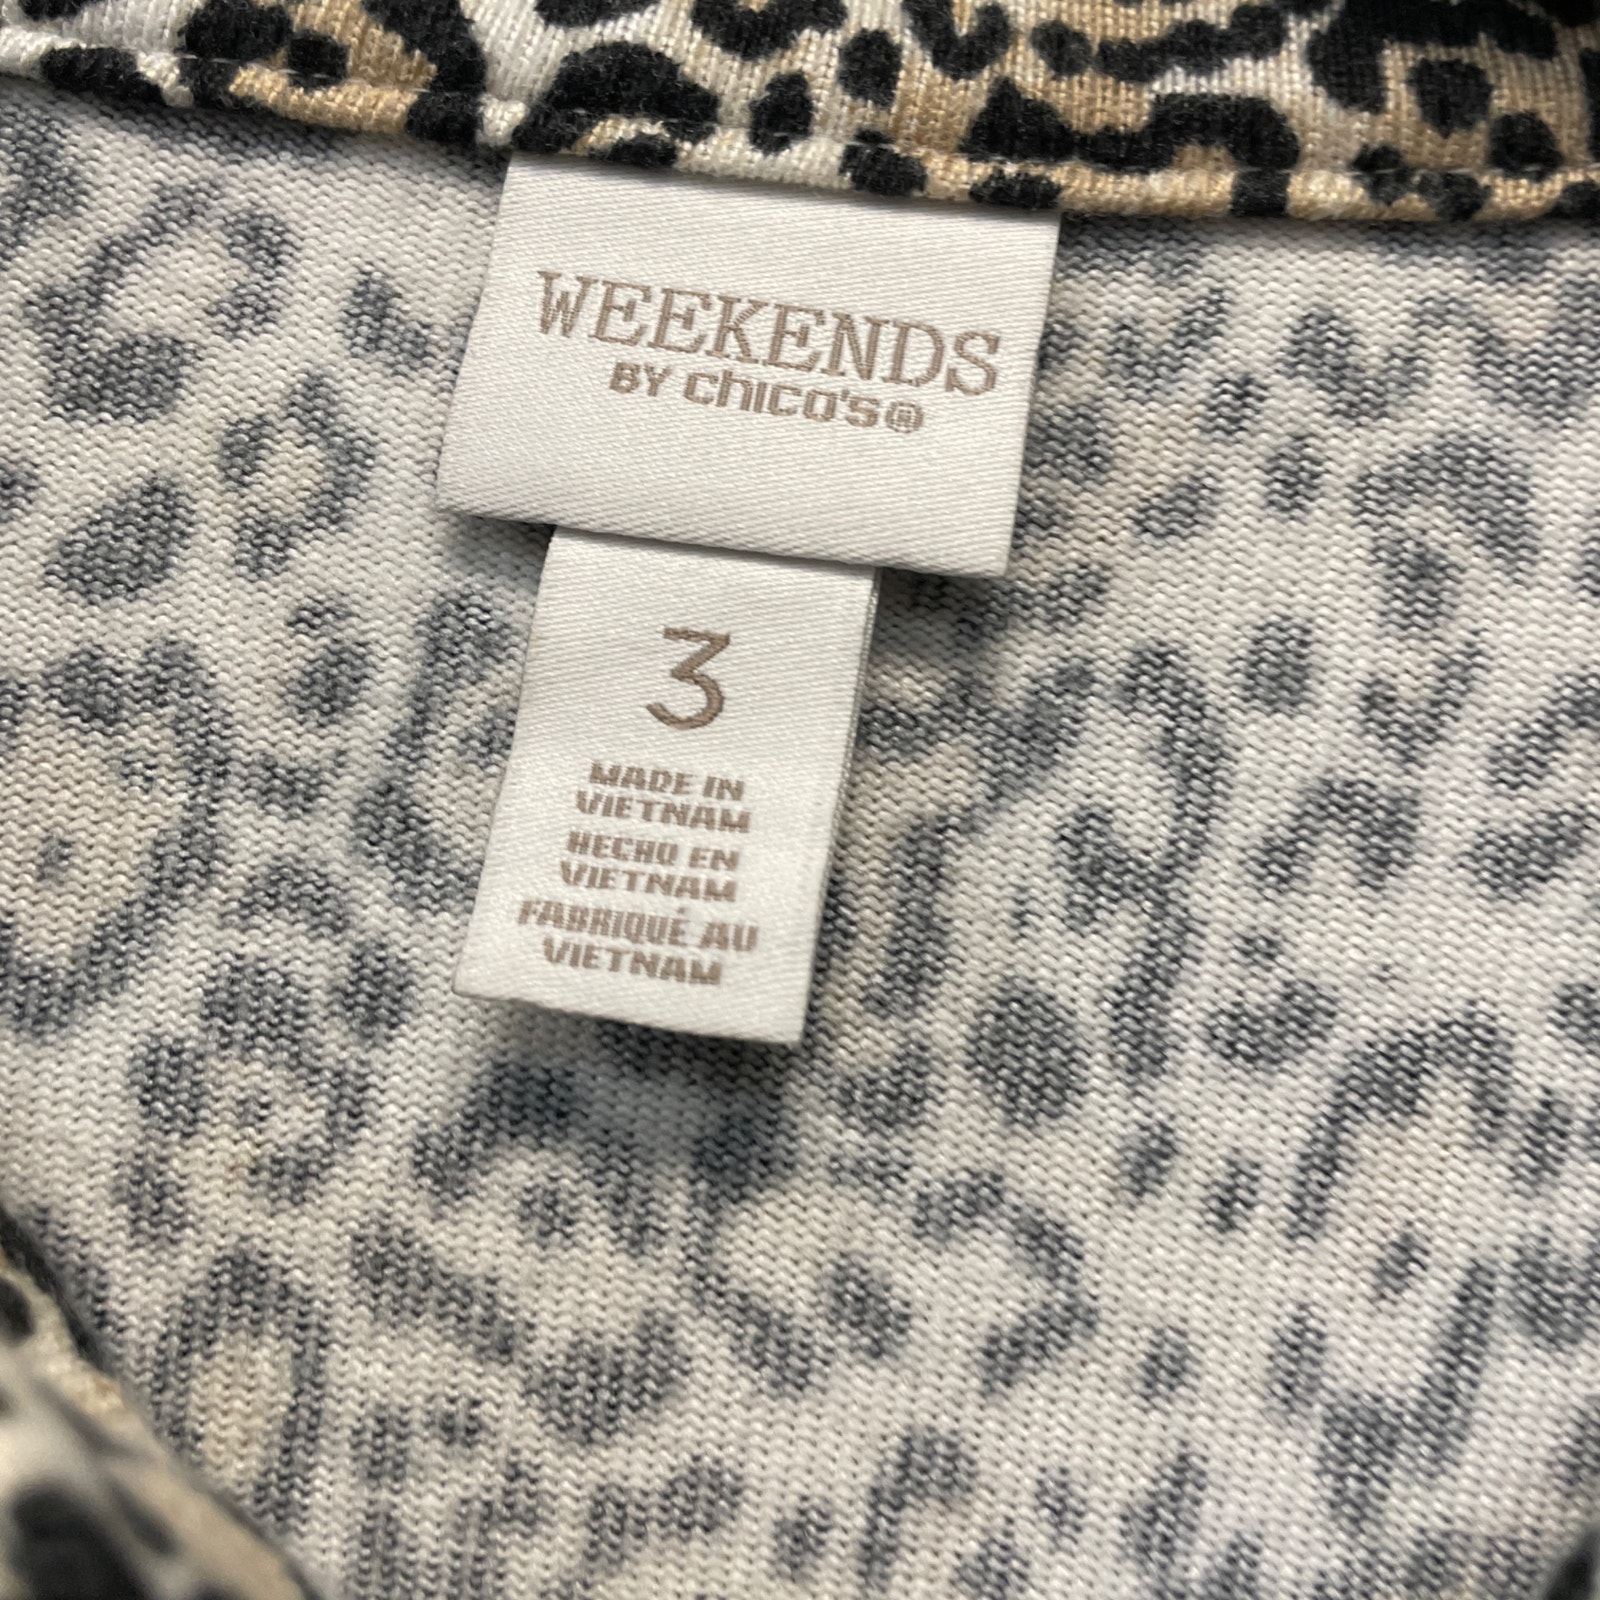 WEEKENDS
BY chico's®
3
MADE IN
VIETNAM
HECHO EN
VIETNAM
FABRIQUÉ AU
VIETNAM